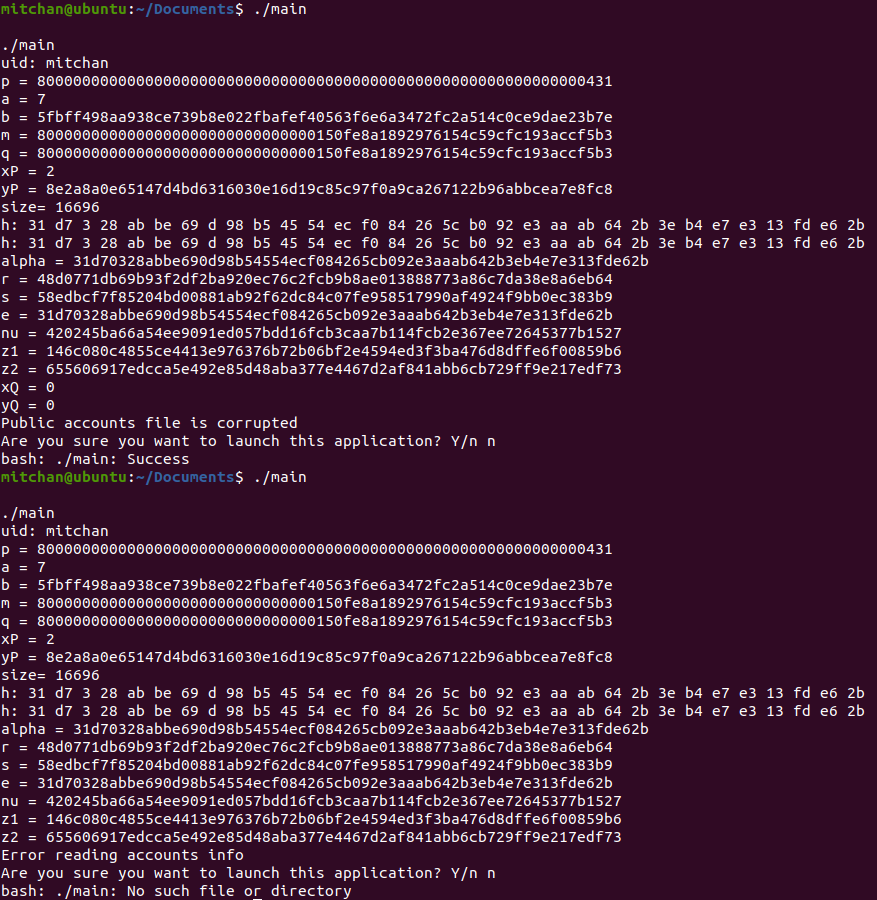 mitchan@ubuntu:~/Documents$ ./main

./main
uid: mitchan
p = 8000000000000000000000000000000000000000000000000000000000000431
a = 7
b = 5fbff498aa938ce739b8e022fbafef40563f6e6a3472fc2a514c0ce9dae23b7e
m = 8000000000000000000000000000000150fe8a1892976154c59cfc193accf5b3
q = 8000000000000000000000000000000150fe8a1892976154c59cfc193accf5b3
xP = 2
yP = 8e2a8a0e65147d4bd6316030e16d19c85c97f0a9ca267122b96abbcea7e8fc8
size= 16696
h: 31 d7 3 28 ab be 69 d 98 b5 45 54 ec f0 84 26 5c b0 92 e3 aa ab 64 2b 3e b4 e7 e3 13 fd e6 2b
h: 31 d7 3 28 ab be 69 d 98 b5 45 54 ec f0 84 26 5c b0 92 e3 aa ab 64 2b 3e b4 e7 e3 13 fd e6 2b
alpha = 31d70328abbe690d98b54554ecf084265cb092e3aaab642b3eb4e7e313fde62b
r = 48d0771db69b93f2df2ba920ec76c2fcb9b8ae013888773a86c7da38e8a6eb64
s = 58edbcf7f85204bd00881ab92f62dc84c07fe958517990af4924f9bb0ec383b9
e = 31d70328abbe690d98b54554ecf084265cb092e3aaab642b3eb4e7e313fde62b
nu = 420245ba66a54ee9091ed057bdd16fcb3caa7b114fcb2e367ee72645377b1527
z1 = 146c080c4855ce4413e976376b72b06bf2e4594ed3f3ba476d8dffe6f00859b6
z2 = 655606917edcca5e492e85d48aba377e4467d2af841abb6cb729ff9e217edf73
xQ = 0
yQ = 0
Public accounts file is corrupted
Are you sure you want to launch this application? Y/n n
bash: ./main: Success
mitchan@ubuntu:~/Documents$ ./main

./main
uid: mitchan
p = 8000000000000000000000000000000000000000000000000000000000000431
a = 7
b = 5fbff498aa938ce739b8e022fbafef40563f6e6a3472fc2a514c0ce9dae23b7e
m = 8000000000000000000000000000000150fe8a1892976154c59cfc193accf5b3
q = 8000000000000000000000000000000150fe8a1892976154c59cfc193accf5b3
xP = 2
yP = 8e2a8a0e65147d4bd6316030e16d19c85c97f0a9ca267122b96abbcea7e8fc8
size= 16696
h: 31 d7 3 28 ab be 69 d 98 b5 45 54 ec f0 84 26 5c b0 92 e3 aa ab 64 2b 3e b4 e7 e3 13 fd e6 2b
h: 31 d7 3 28 ab be 69 d 98 b5 45 54 ec f0 84 26 5c b0 92 e3 aa ab 64 2b 3e b4 e7 e3 13 fd e6 2b
alpha = 31d70328abbe690d98b54554ecf084265cb092e3aaab642b3eb4e7e313fde62b
r = 48d0771db69b93f2df2ba920ec76c2fcb9b8ae013888773a86c7da38e8a6eb64
s = 58edbcf7f85204bd00881ab92f62dc84c07fe958517990af4924f9bb0ec383b9
e = 31d70328abbe690d98b54554ecf084265cb092e3aaab642b3eb4e7e313fde62b
nu = 420245ba66a54ee9091ed057bdd16fcb3caa7b114fcb2e367ee72645377b1527
z1 = 146c080c4855ce4413e976376b72b06bf2e4594ed3f3ba476d8dffe6f00859b6
z2 = 655606917edcca5e492e85d48aba377e4467d2af841abb6cb729ff9e217edf73
Error reading accounts info
Are you sure you want to launch this application? Y/n n
bash: ./main: No such file or directory